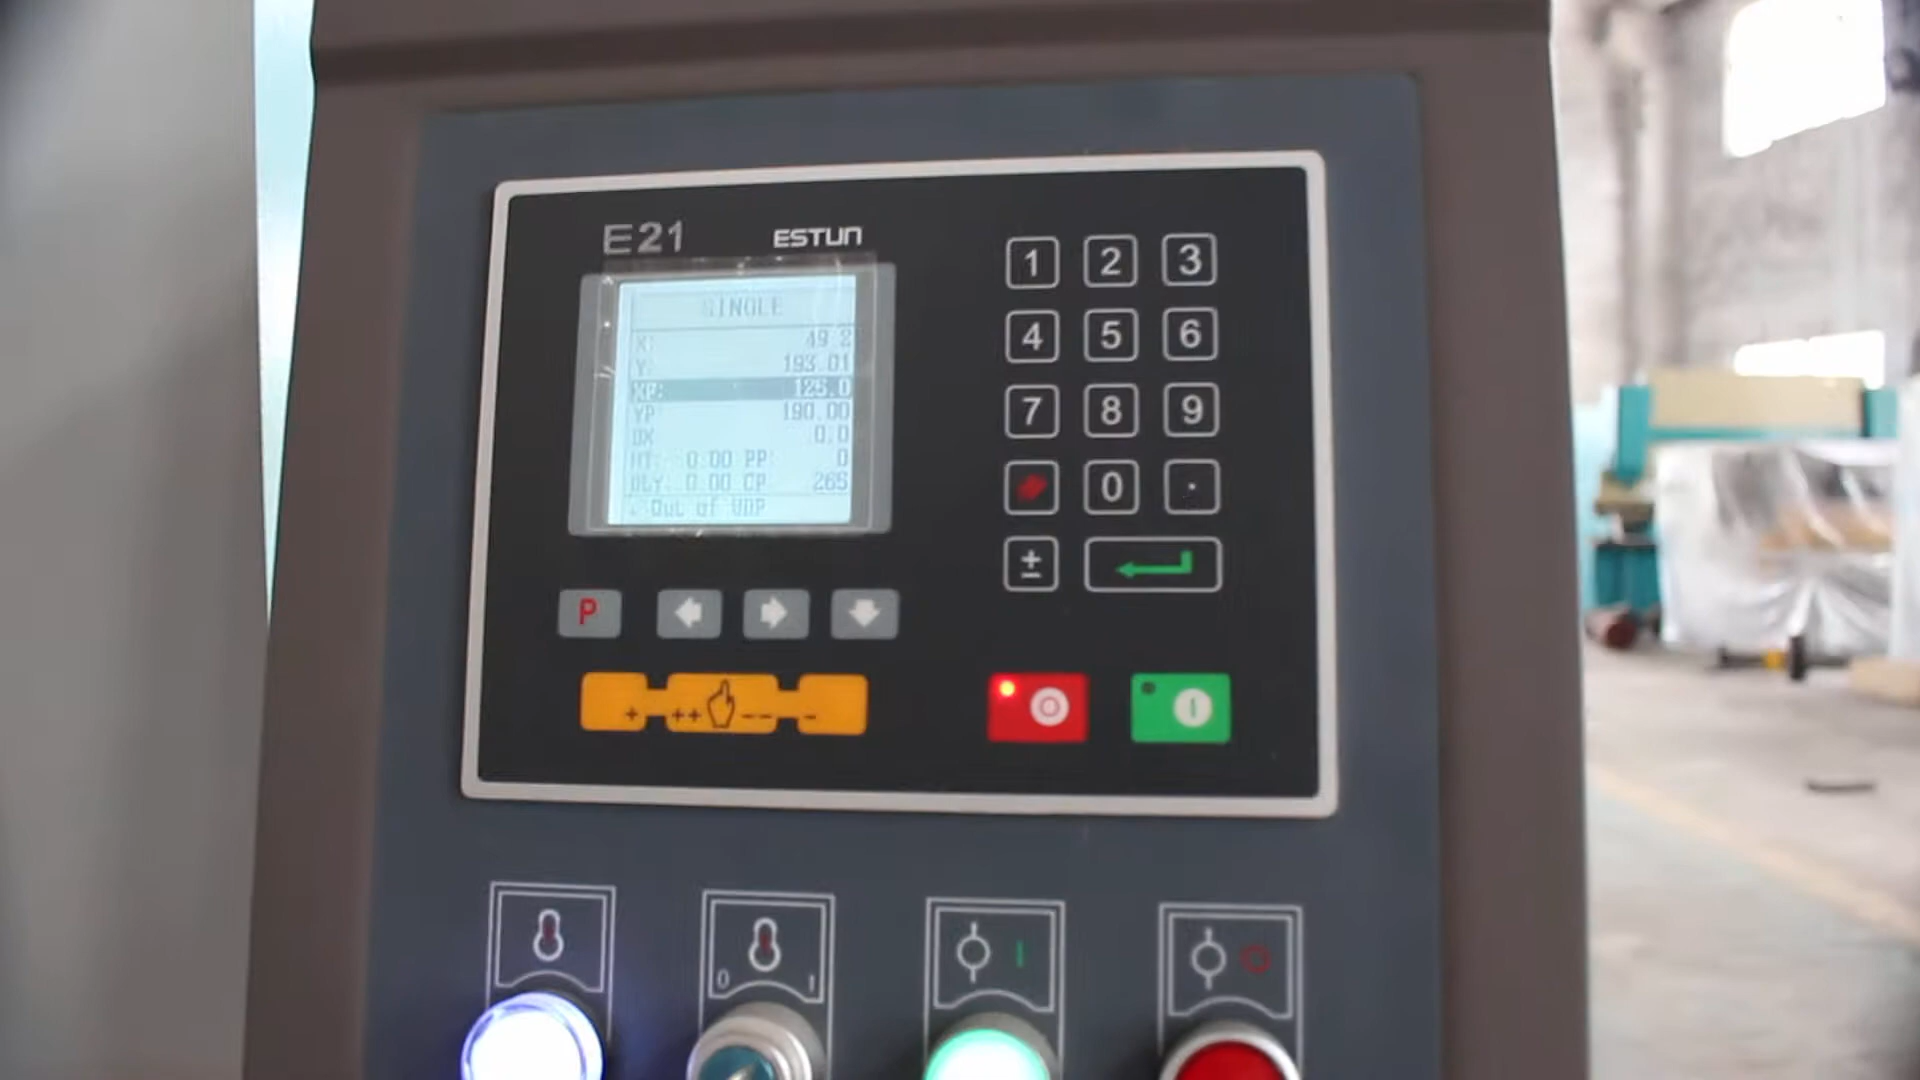 E21 ESTUN
SINGLE
X: 49.2
Y: 193.01
XP: 125.0
YP: 190.00
DX 0.0
HT: 0.00 PP: 0
DLY: 0.00 CP: 265
Out of UDP
1 2 3
4 5 6
7 8 9
0 .
±
P
+ ++ -- -
I
0 I
I O